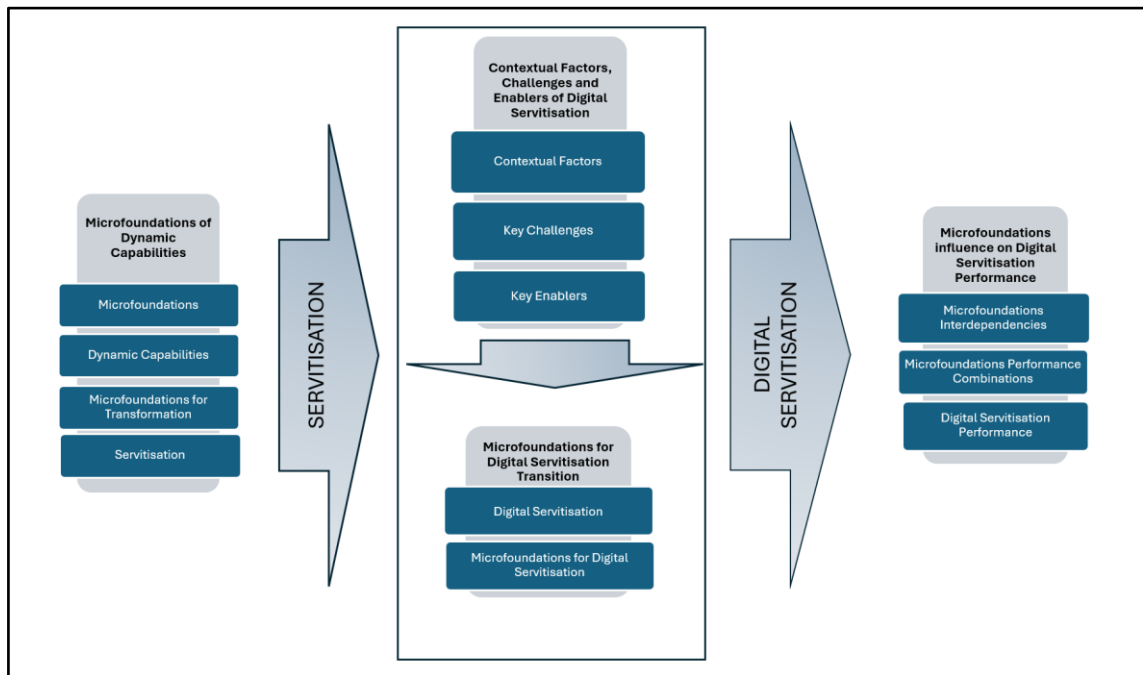 Microfoundations of
Dynamic
Capabilities
Microfoundations
Dynamic Capabilities
Microfoundations for
Transformation
Servitisation
SERVITISATION
Contextual Factors,
Challenges and
Enablers of Digital
Servitisation
Contextual Factors
Key Challenges
Key Enablers
Microfoundations for
Digital Servitisation
Transition
Digital Servitisation
Microfoundations for Digital
Servitisation
DIGITAL
SERVITISATION
Microfoundations
influence on Digital
Servitisation
Performance
Microfoundations
Interdependencies
Microfoundations Performance
Combinations
Digital Servitisation
Performance